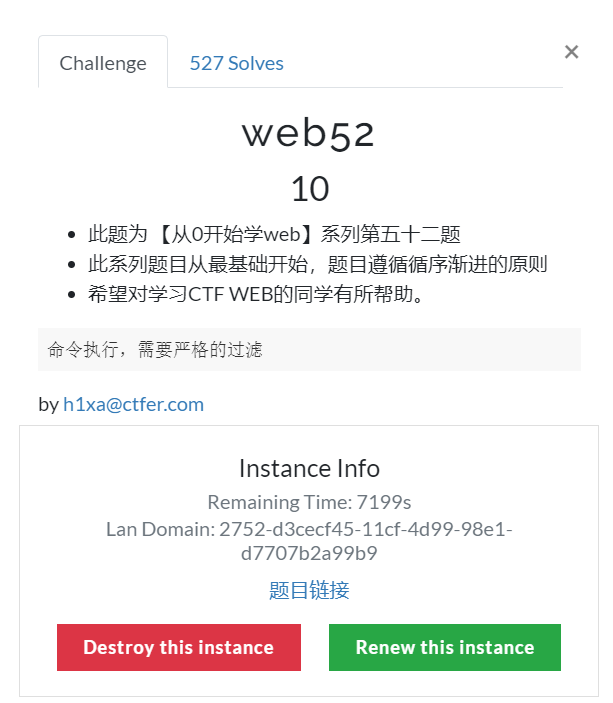 Challenge
527 Solves
×
web52
10
此题为 【从0开始学web】系列第五十二题
此系列题目从最基础开始，题目遵循循序渐进的原则
希望对学习CTF WEB的同学有所帮助。
命令执行，需要严格的过滤
by h1xa@ctfer.com
Instance Info
Remaining Time: 7199s
Lan Domain: 2752-d3cecf45-11cf-4d99-98e1-
d7707b2a99b9
题目链接
Destroy this instance
Renew this instance